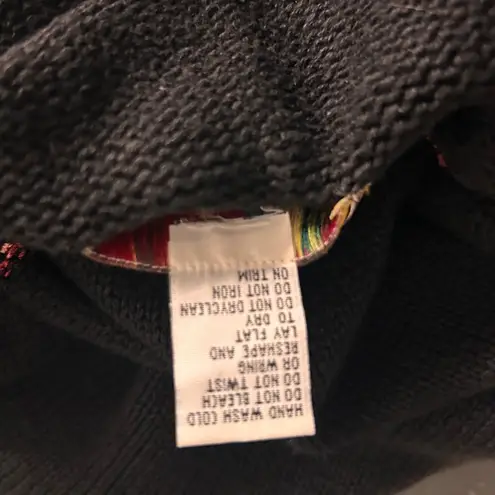 HAND WASH COLD
DO NOT BLEACH
DO NOT TWIST
OR WRING
RESHAPE AND
LAY FLAT
TO DRY
DO NOT DRYCLEAN
DO NOT IRON
ON TRIM